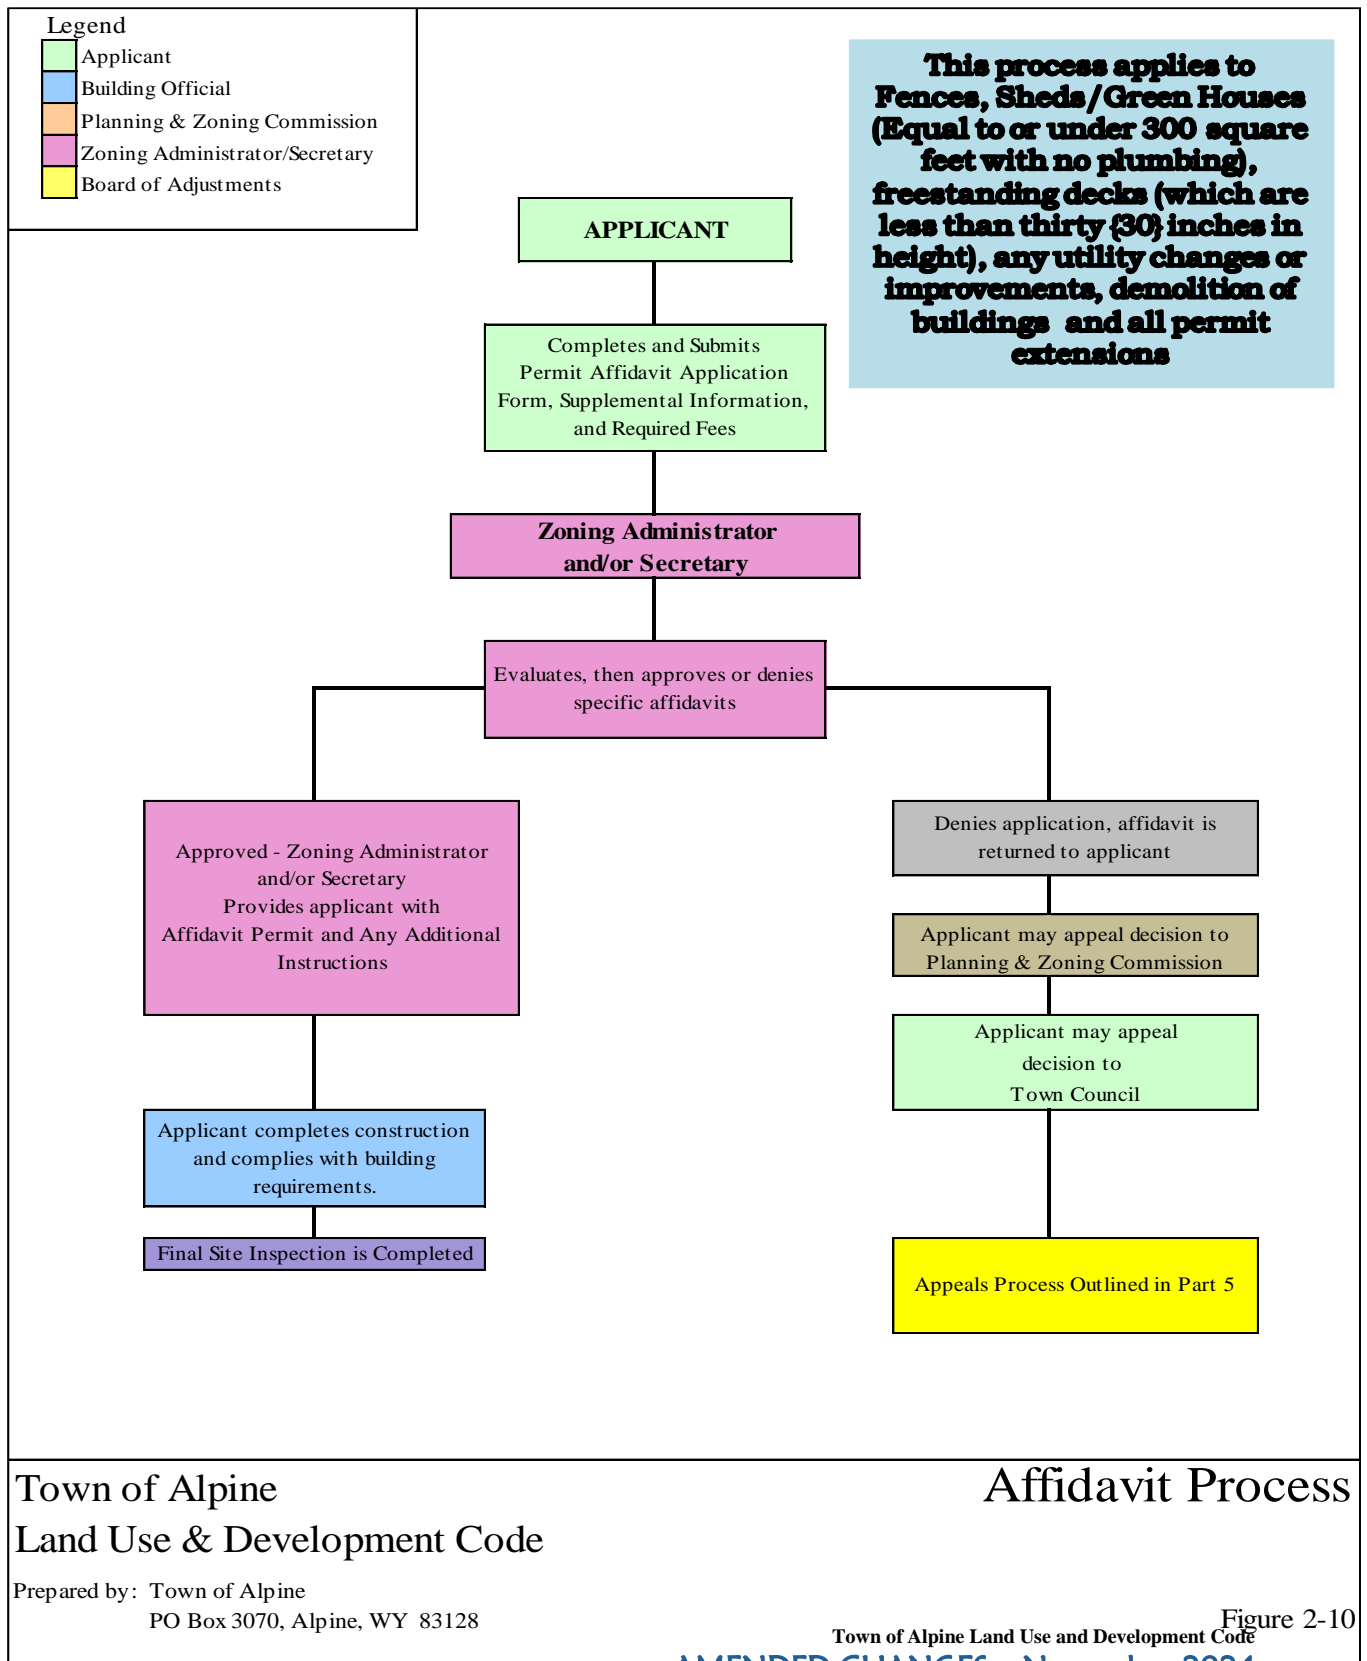 Legend
Applicant
Building Official
Planning & Zoning Commission
Zoning Administrator/Secretary
Board of Adjustments
This process applies to
Fences, Sheds/Green Houses
(Equal to or under 300 square
feet with no plumbing),
freestanding decks (which are
less than thirty {30} inches in
height), any utility changes or
improvements, demolition of
buildings and all permit
extensions
APPLICANT
Completes and Submits
Permit Affidavit Application
Form, Supplemental Information,
and Required Fees
Zoning Administrator
and/or Secretary
Evaluates, then approves or denies
specific affidavits
Approved - Zoning Administrator
and/or Secretary
Provides applicant with
Affidavit Permit and Any Additional
Instructions
Applicant completes construction
and complies with building
requirements.
Final Site Inspection is Completed
Denies application, affidavit is
returned to applicant
Applicant may appeal decision to
Planning & Zoning Commission
Applicant may appeal
decision to
Town Council
Appeals Process Outlined in Part 5
Town of Alpine
Land Use & Development Code
Affidavit Process
Prepared by: Town of Alpine
PO Box 3070, Alpine, WY 83128
Figure 2-10
Town of Alpine Land Use and Development Code
AMENDED CHANGES - November 2024